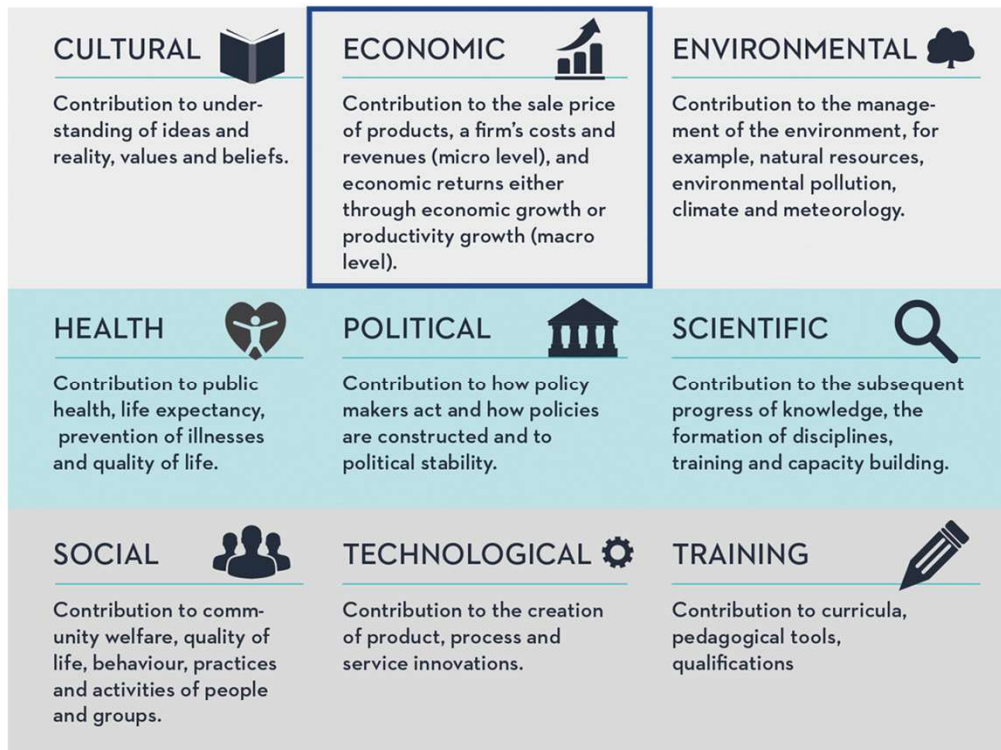 CULTURAL
Contribution to under-
standing of ideas and
reality, values and beliefs.
ECONOMIC
Contribution to the sale price
of products, a firm's costs and
revenues (micro level), and
economic returns either
through economic growth or
productivity growth (macro
level).
ENVIRONMENTAL
Contribution to the manage-
ment of the environment, for
example, natural resources,
environmental pollution,
climate and meteorology.
HEALTH
Contribution to public
health, life expectancy,
prevention of illnesses
and quality of life.
POLITICAL
Contribution to how policy
makers act and how policies
are constructed and to
political stability.
SCIENTIFIC
Contribution to the subsequent
progress of knowledge, the
formation of disciplines,
training and capacity building.
SOCIAL
Contribution to comm-
unity welfare, quality of
life, behaviour, practices
and activities of people
and groups.
TECHNOLOGICAL
Contribution to the creation
of product, process and
service innovations.
TRAINING
Contribution to curricula,
pedagogical tools,
qualifications